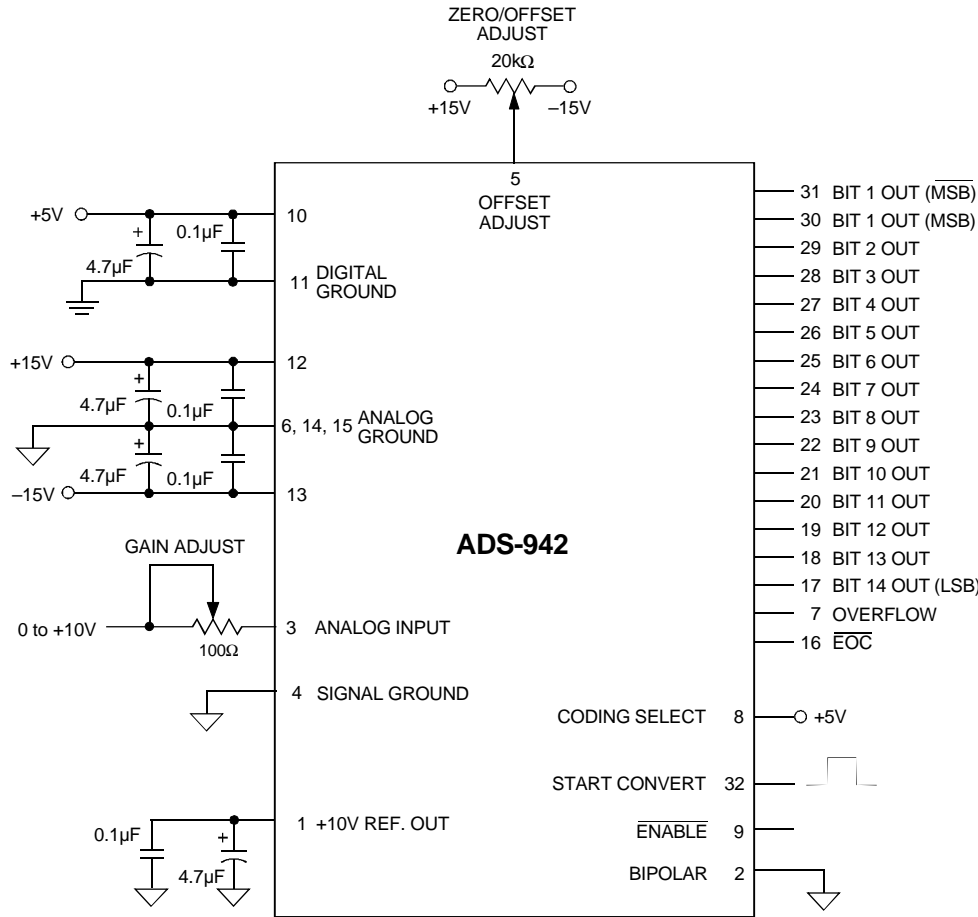 ZERO/OFFSET
ADJUST
20kΩ
+15V
–15V
5
OFFSET
ADJUST
+5V
+
4.7µF
0.1µF
10
11 DIGITAL
GROUND
+15V
+
4.7µF
0.1µF
12
6, 14, 15 ANALOG
GROUND
+
4.7µF
0.1µF
–15V
13
ADS-942
GAIN ADJUST
0 to +10V
100Ω
3 ANALOG INPUT
4 SIGNAL GROUND
0.1µF
+
4.7µF
1 +10V REF. OUT
31 BIT 1 OUT (M̅S̅B̅)
30 BIT 1 OUT (MSB)
29 BIT 2 OUT
28 BIT 3 OUT
27 BIT 4 OUT
26 BIT 5 OUT
25 BIT 6 OUT
24 BIT 7 OUT
23 BIT 8 OUT
22 BIT 9 OUT
21 BIT 10 OUT
20 BIT 11 OUT
19 BIT 12 OUT
18 BIT 13 OUT
17 BIT 14 OUT (LSB)
7 OVERFLOW
16 E̅O̅C̅
CODING SELECT 8 +5V
START CONVERT 32
E̅N̅A̅B̅L̅E̅ 9
BIPOLAR 2